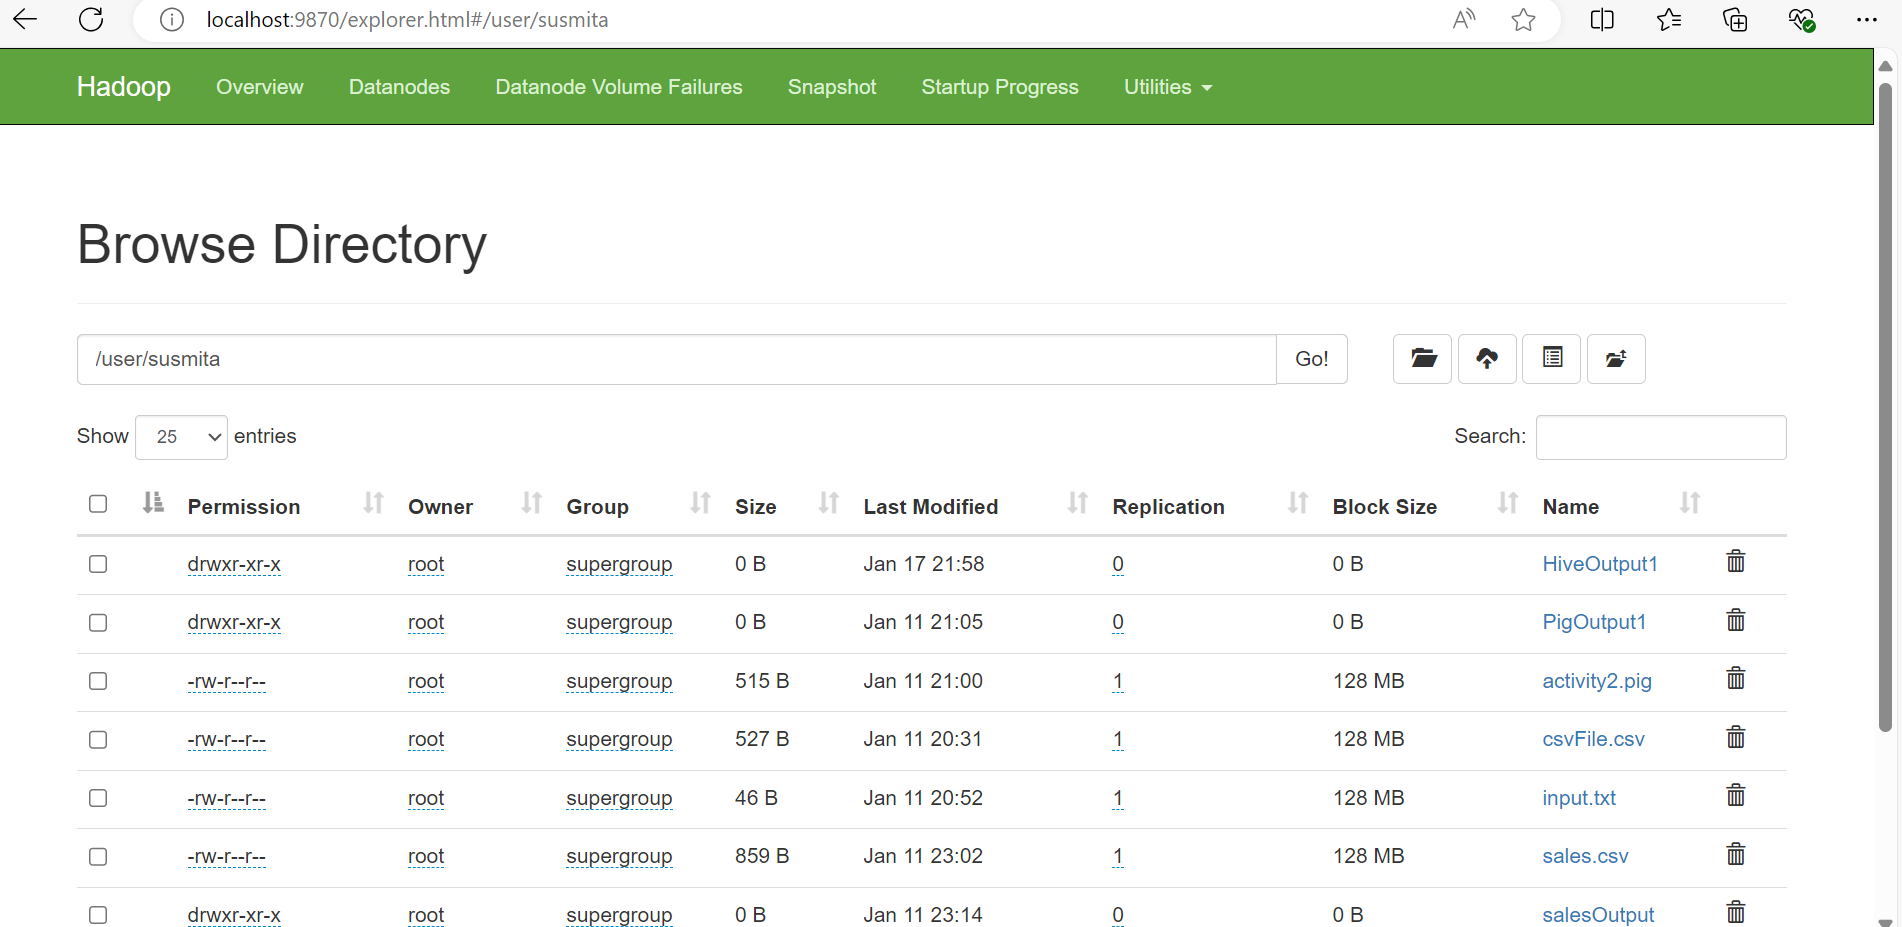 localhost:9870/explorer.html#/user/susmita
Hadoop Overview Datanodes Datanode Volume Failures Snapshot Startup Progress Utilities
Browse Directory
/user/susmita Go!
Show 25 entries Search:
Permission Owner Group Size Last Modified Replication Block Size Name
drwxr-xr-x root supergroup 0 B Jan 17 21:58 0 0 B HiveOutput1
drwxr-xr-x root supergroup 0 B Jan 11 21:05 0 0 B PigOutput1
-rw-r--r-- root supergroup 515 B Jan 11 21:00 1 128 MB activity2.pig
-rw-r--r-- root supergroup 527 B Jan 11 20:31 1 128 MB csvFile.csv
-rw-r--r-- root supergroup 46 B Jan 11 20:52 1 128 MB input.txt
-rw-r--r-- root supergroup 859 B Jan 11 23:02 1 128 MB sales.csv
drwxr-xr-x root supergroup 0 B Jan 11 23:14 0 0 B salesOutput